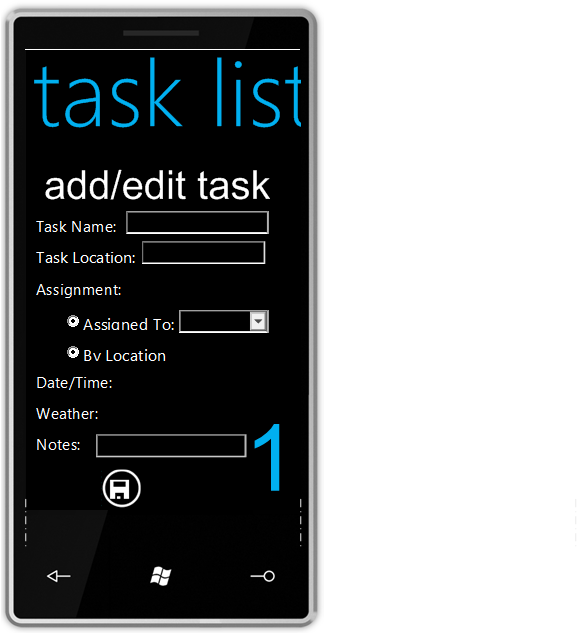 task list
add/edit task
Task Name:
Task Location:
Assignment:
Assigned To:
By Location
Date/Time:
Weather:
Notes:
1